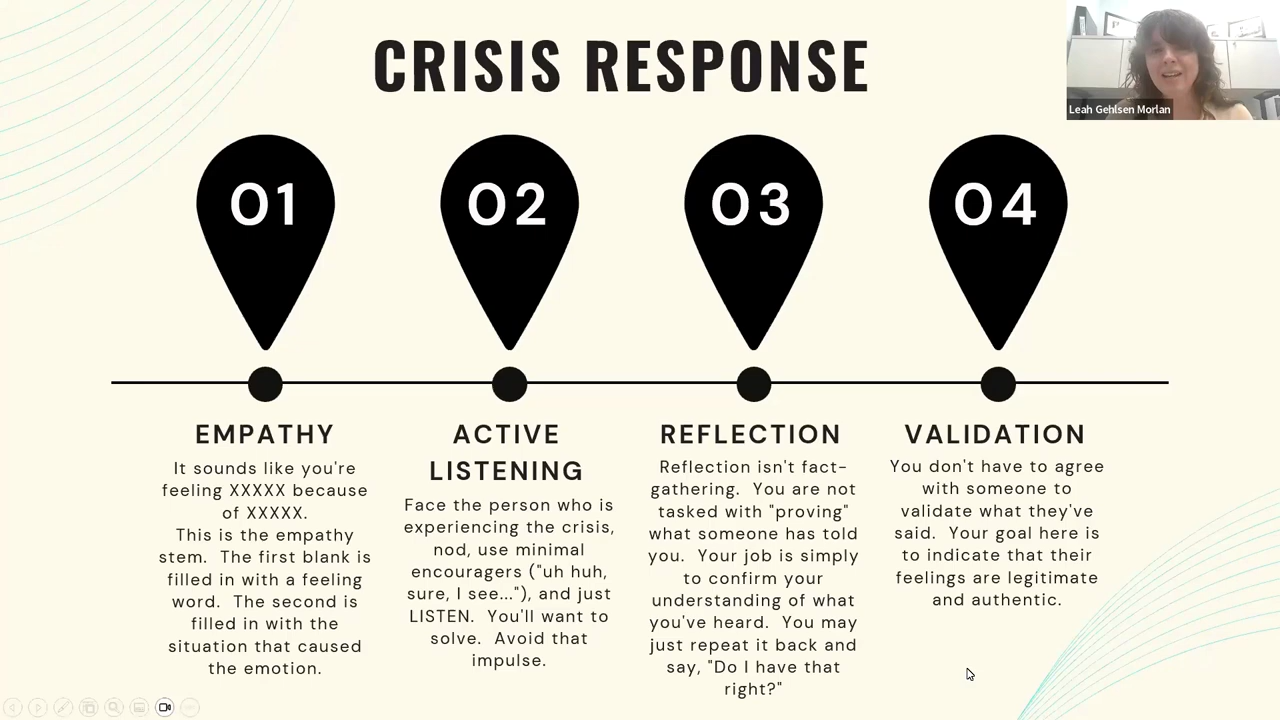 CRISIS RESPONSE
Leah Gehlsen Morlan
01
02
03
04
EMPATHY
It sounds like you're
feeling XXXXX because
of XXXXX.
This is the empathy
stem. The first blank is
filled in with a feeling
word. The second is
filled in with the
situation that caused
the emotion.
ACTIVE
LISTENING
Face the person who is
experiencing the crisis,
nod, use minimal
encouragers ("uh huh,
sure, I see..."), and just
LISTEN. You'll want to
solve. Avoid that
impulse.
REFLECTION
Reflection isn't fact-
gathering. You are not
tasked with "proving"
what someone has told
you. Your job is simply
to confirm your
understanding of what
you've heard. You may
just repeat it back and
say, "Do I have that
right?"
VALIDATION
You don't have to agree
with someone to
validate what they've
said. Your goal here is
to indicate that their
feelings are legitimate
and authentic.